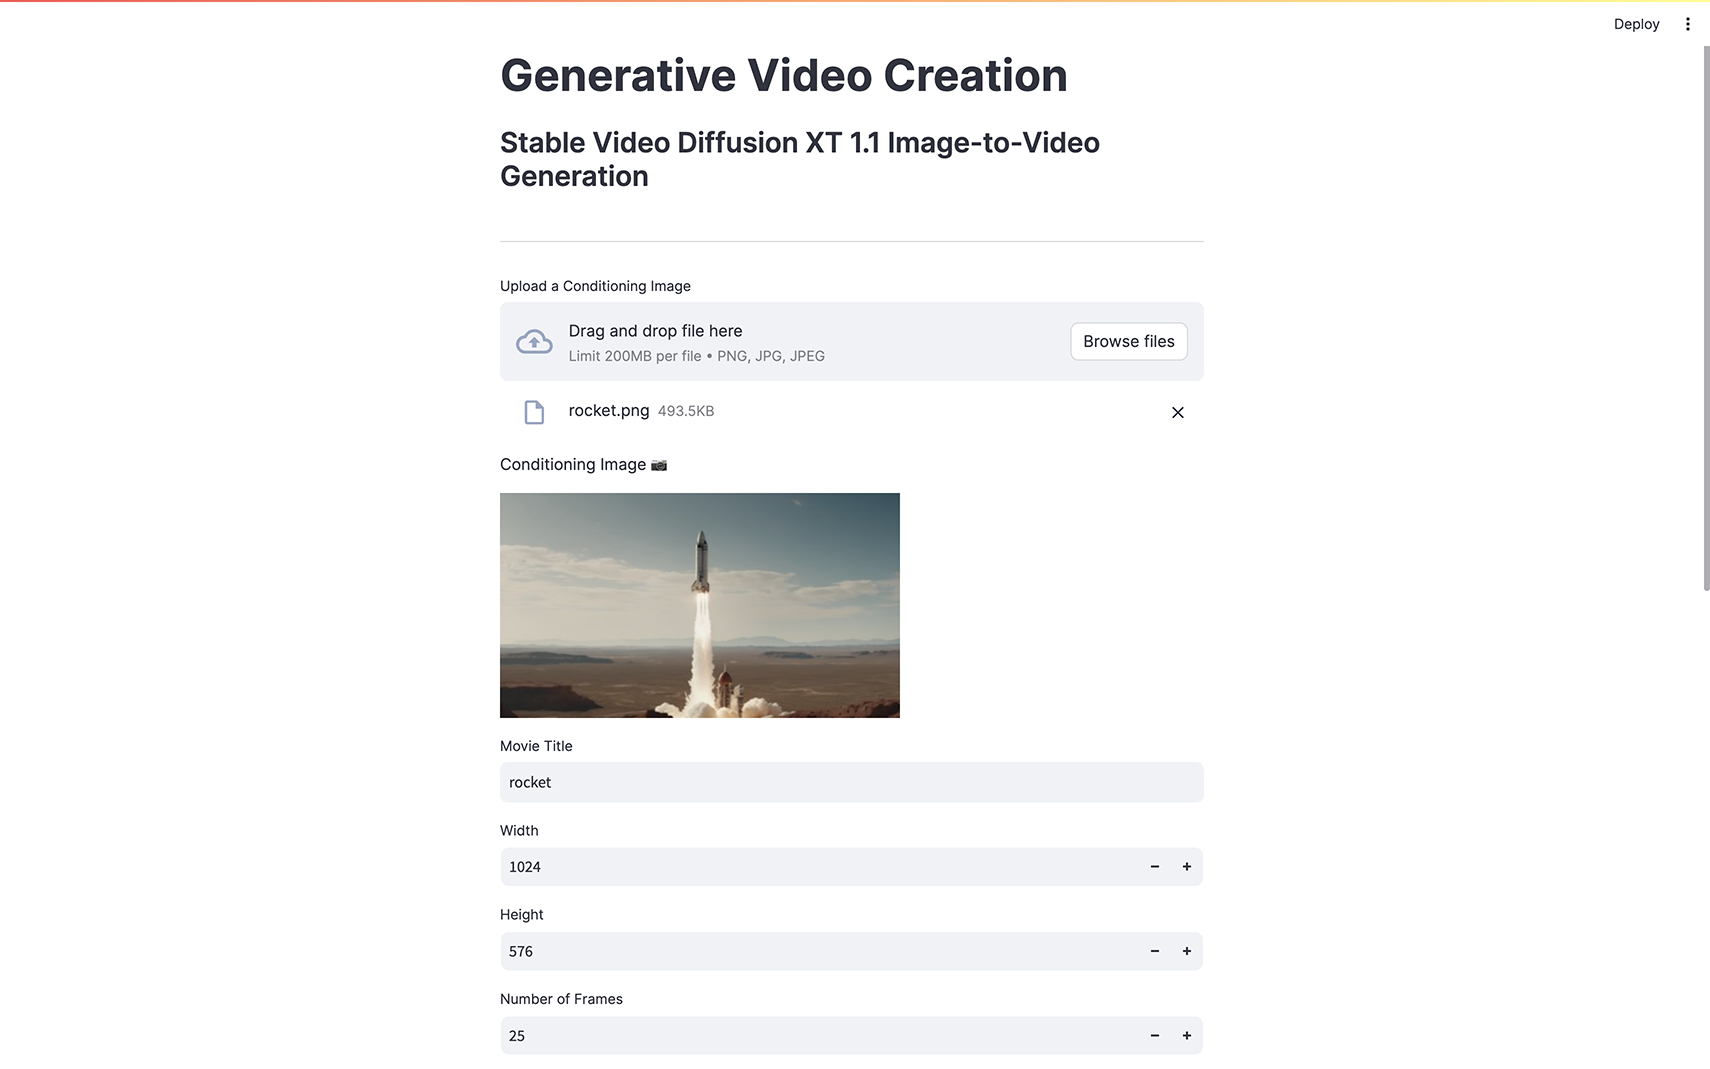 Deploy
Generative Video Creation
Stable Video Diffusion XT 1.1 Image-to-Video
Generation
Upload a Conditioning Image
Drag and drop file here
Limit 200MB per file • PNG, JPG, JPEG
Browse files
rocket.png 493.5KB
Conditioning Image 📷
Movie Title
rocket
Width
1024
Height
576
Number of Frames
25